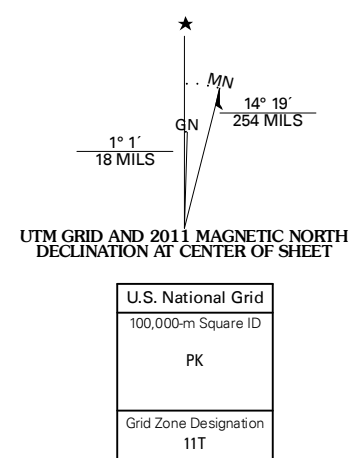 ★
MN
GN
14° 19´
254 MILS
1° 1´
18 MILS
UTM GRID AND 2011 MAGNETIC NORTH
DECLINATION AT CENTER OF SHEET
U.S. National Grid
100,000-m Square ID
PK
Grid Zone Designation
11T